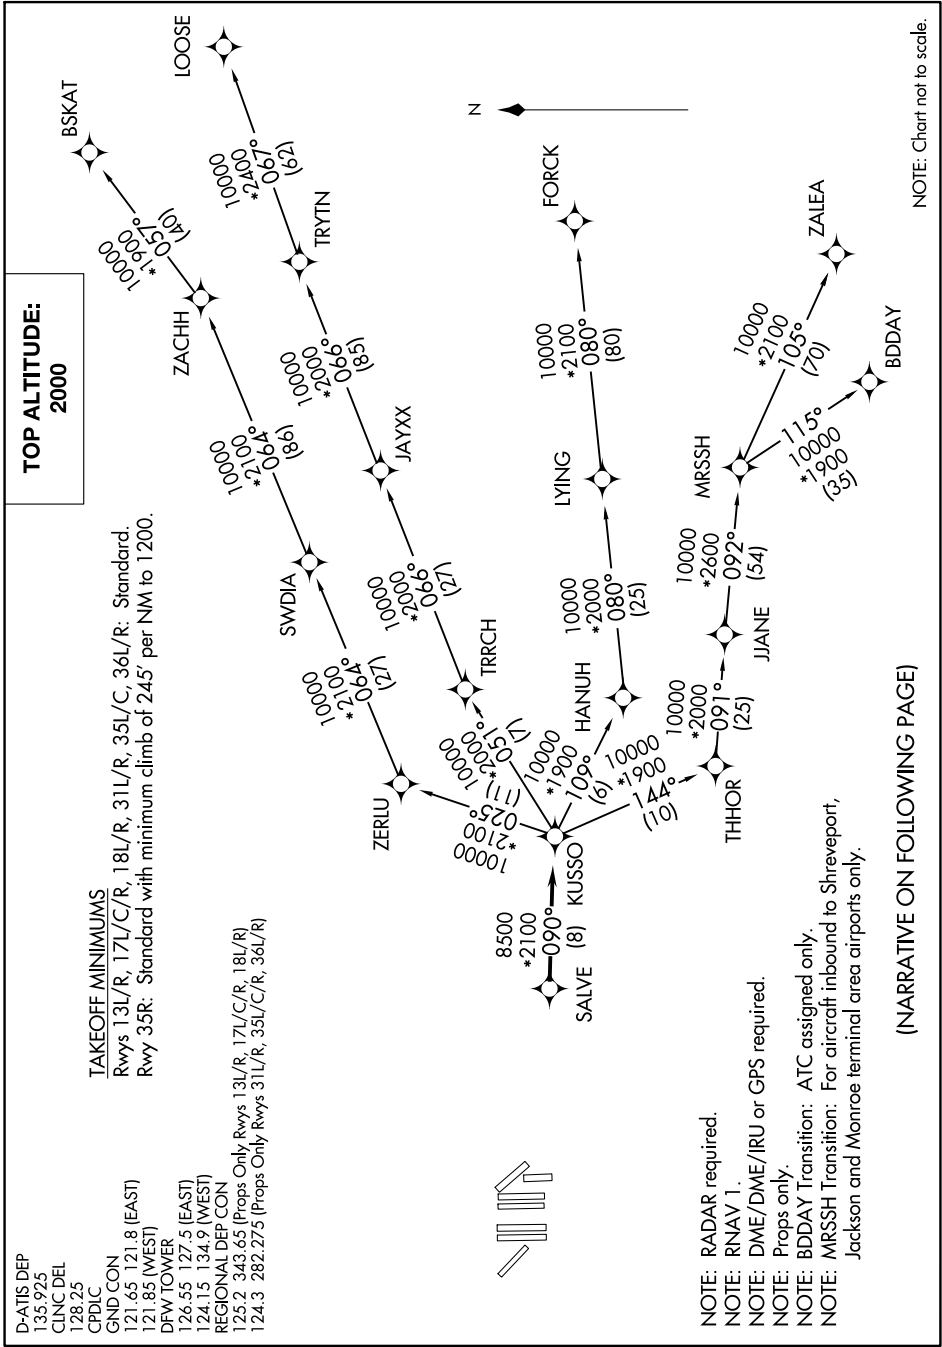 D-ATIS DEP
135.925
CLNC DEL
128.25
CPDLC
GND CON
121.65 121.8 (EAST)
121.85 (WEST)
DFW TOWER
126.55 127.5 (EAST)
124.15 134.9 (WEST)
REGIONAL DEP CON
125.2 343.65 (Props Only Rwys 13L/R, 17L/C/R, 18L/R)
124.3 282.275 (Props Only Rwys 31L/R, 35L/C/R, 36L/R)
TAKEOFF MINIMUMS
Rwys 13L/R, 17L/C/R, 18L/R, 31L/R, 35L/C, 36L/R: Standard.
Rwy 35R: Standard with minimum climb of 245' per NM to 1200.
TOP ALTITUDE:
2000
BSKAT
LOOSE
10000
*1900
057°
(40)
ZACHH
10000
*2400
067°
(62)
TRYTN
10000
*2100
064°
(86)
SWDIA
10000
*2000
066°
(85)
JAYXX
10000
*2100
064°
(27)
ZERLU
10000
*2000
066°
(27)
TRRCH
10000
*2100
025°
(11)
10000
*2000
051°
(7)
N
FORCK
10000
*2100
080°
(80)
LYING
10000
*2000
080°
(25)
HANUH
10000
*1900
109°
(6)
10000
*1900
144°
(10)
8500
*2100
090°
(8)
SALVE
KUSSO
THHOR
10000
*2000
091°
(25)
JJANE
10000
*2600
092°
(54)
MRSSH
10000
*2100
105°
(70)
ZALEA
115°
10000
*1900
(35)
BDDAY
NOTE: RADAR required.
NOTE: RNAV 1.
NOTE: DME/DME/IRU or GPS required.
NOTE: Props only.
NOTE: BDDAY Transition: ATC assigned only.
NOTE: MRSSH Transition: For aircraft inbound to Shreveport,
Jackson and Monroe terminal area airports only.
(NARRATIVE ON FOLLOWING PAGE)
NOTE: Chart not to scale.